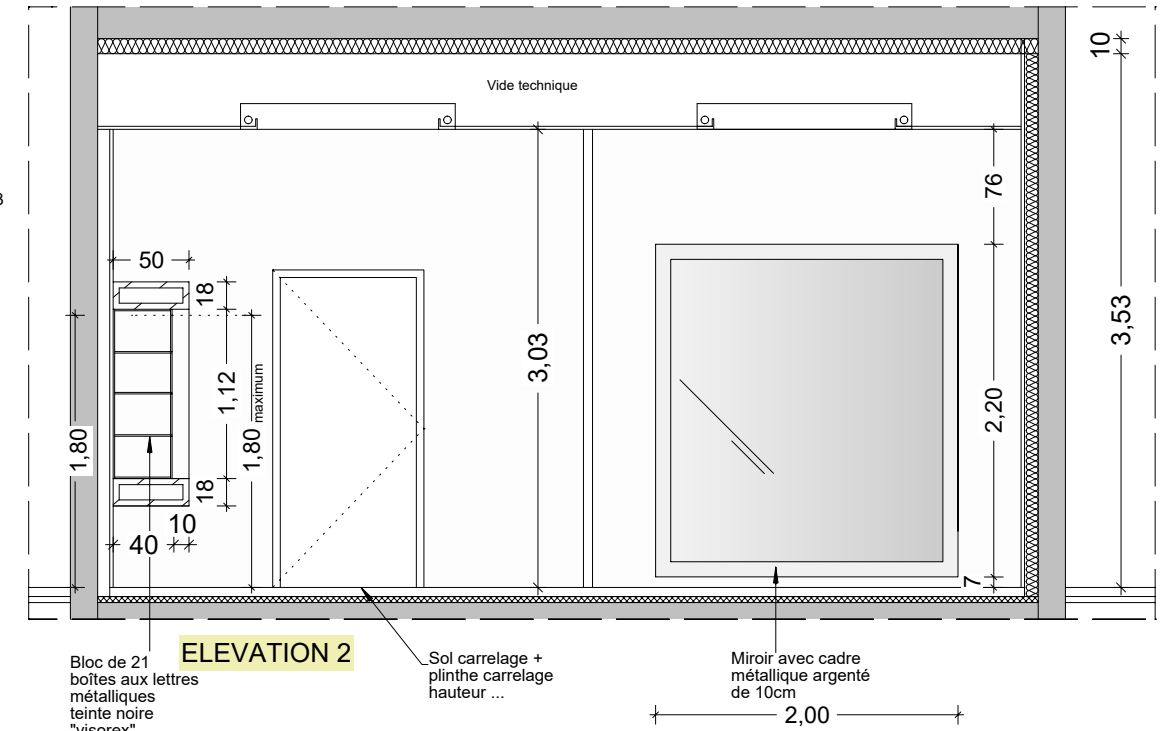 Vide technique
10
3
50
18
76
3,03
3,53
1,12
1,80
maximum
1,80
2,20
18
10
40
7
ELEVATION 2
Bloc de 21
boîtes aux lettres
métalliques
teinte noire
"visorex"
Sol carrelage +
plinthe carrelage
hauteur ...
Miroir avec cadre
métallique argenté
de 10cm
2,00